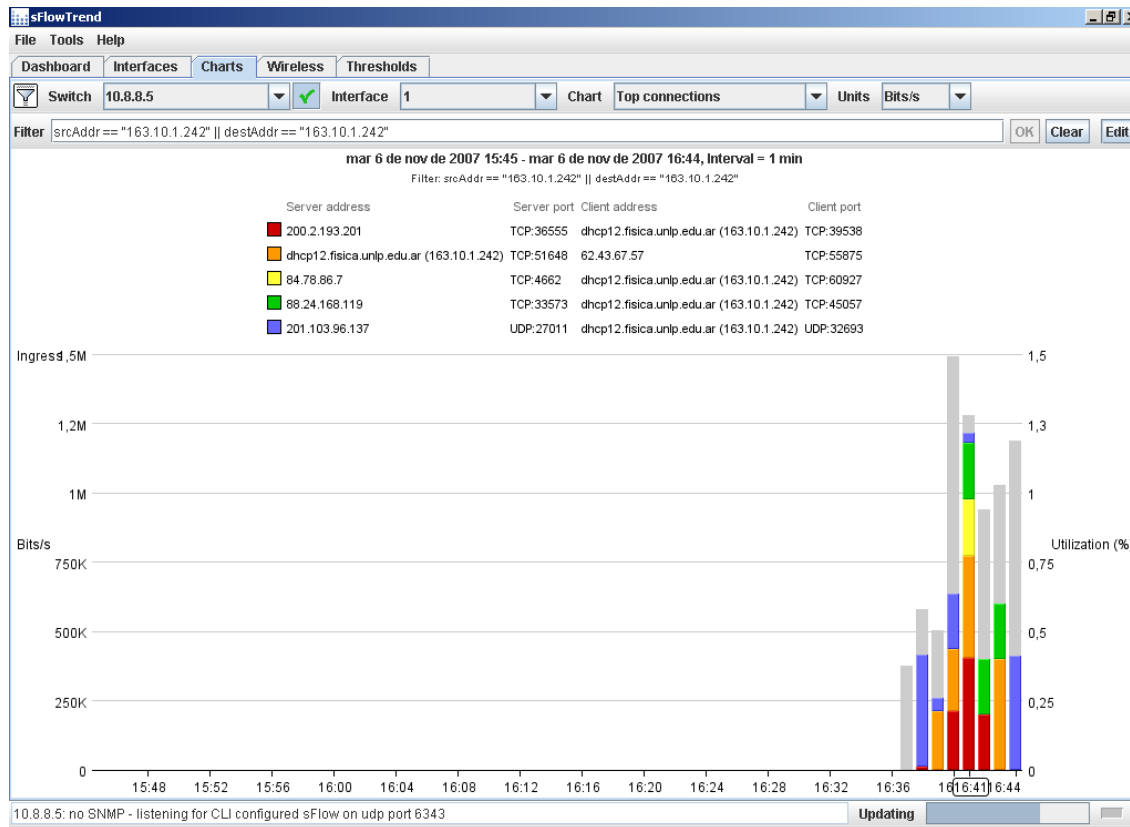 sFlowTrend
File Tools Help
Dashboard Interfaces Charts Wireless Thresholds
Switch 10.8.8.5 Interface 1 Chart Top connections Units Bits/s
Filter srcAddr == "163.10.1.242" || destAddr == "163.10.1.242" OK Clear Edit
mar 6 de nov de 2007 15:45 - mar 6 de nov de 2007 16:44, Interval = 1 min
Filter: srcAddr == "163.10.1.242" || destAddr == "163.10.1.242"
Server address Server port Client address Client port
200.2.193.201 TCP:36555 dhcp12.fisica.unlp.edu.ar (163.10.1.242) TCP:39538
dhcp12.fisica.unlp.edu.ar (163.10.1.242) TCP:51648 62.43.67.57 TCP:55875
84.78.86.7 TCP:4662 dhcp12.fisica.unlp.edu.ar (163.10.1.242) TCP:60927
88.24.168.119 TCP:33573 dhcp12.fisica.unlp.edu.ar (163.10.1.242) TCP:45057
201.103.96.137 UDP:27011 dhcp12.fisica.unlp.edu.ar (163.10.1.242) UDP:32693
Ingress 1,5M 1,5
1,2M 1,3
1M 1
Bits/s Utilization (%
750K 0,75
500K 0,5
250K 0,25
0 0
15:48 15:52 15:56 16:00 16:04 16:08 16:12 16:16 16:20 16:24 16:28 16:32 16:36 16:41 16:44
10.8.8.5: no SNMP - listening for CLI configured sFlow on udp port 6343 Updating